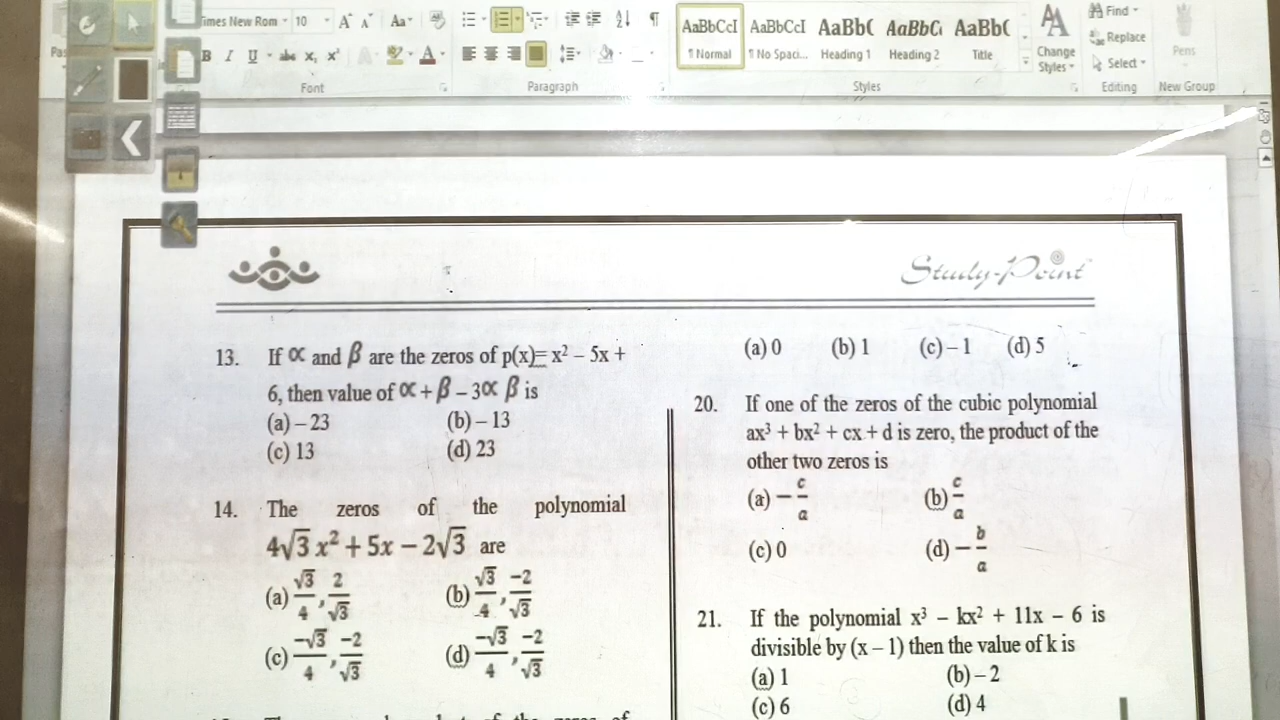 Times New Rom 10 Aa
B I U abc x, x²
Font
Paragraph
AaBbCcI AaBbCcI AaBbC AaBbCi AaBbC
¶ Normal ¶ No Spaci... Heading 1 Heading 2 Title
Change
Styles
Styles
Find
Replace
Select
Editing
Pens
New Group
Study-Point
13. If ∝ and β are the zeros of p(x)= x² – 5x +
6, then value of ∝ + β – 3∝ β is
(a) – 23 (b) – 13
(c) 13 (d) 23
14. The zeros of the polynomial
4√3 x² + 5x – 2√3 are
(a) √3/4, 2/√3 (b) √3/4, -2/√3
(c) -√3/4, -2/√3 (d) -√3/4, -2/√3
(a) 0 (b) 1 (c) – 1 (d) 5
20. If one of the zeros of the cubic polynomial
ax³ + bx² + cx + d is zero, the product of the
other two zeros is
(a) – c/a (b) c/a
(c) 0 (d) – b/a
21. If the polynomial x³ – kx² + 11x – 6 is
divisible by (x – 1) then the value of k is
(a) 1 (b) – 2
(c) 6 (d) 4